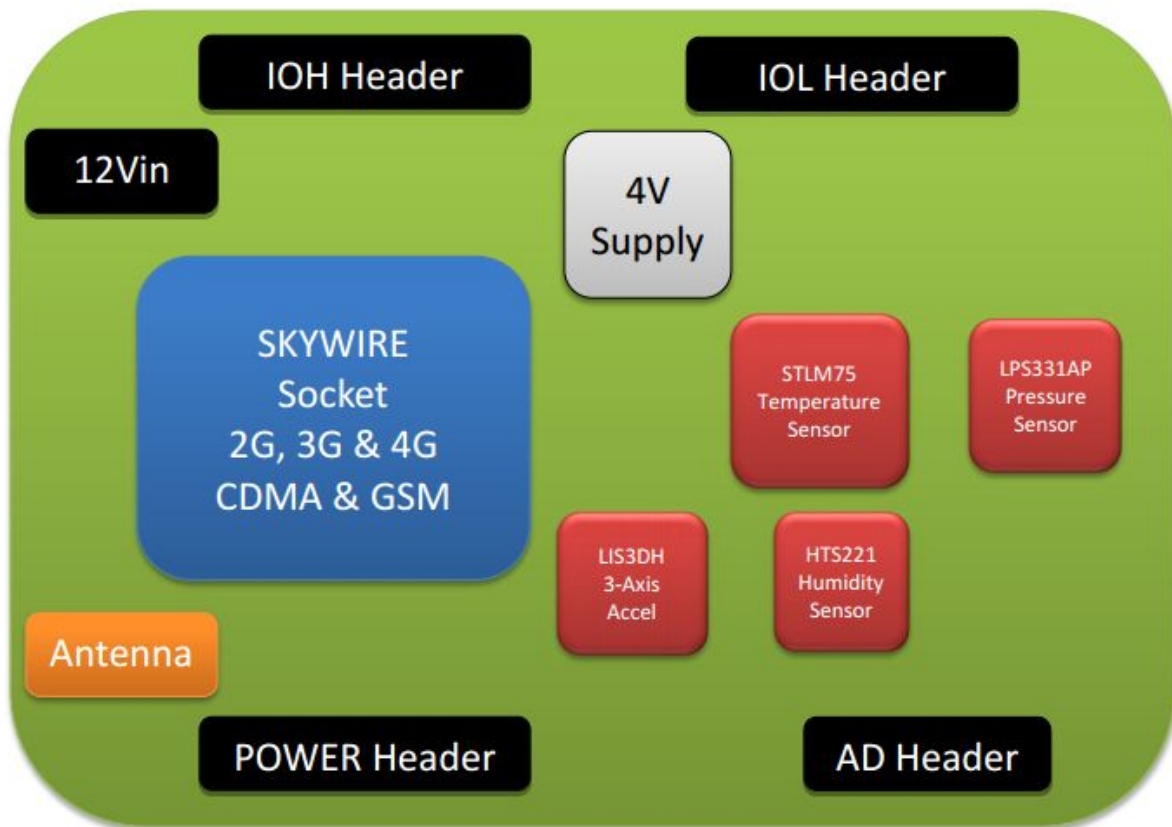 IOH Header
IOL Header
12Vin
4V
Supply
SKYWIRE
Socket
2G, 3G & 4G
CDMA & GSM
STLM75
Temperature
Sensor
LPS331AP
Pressure
Sensor
LIS3DH
3-Axis
Accel
HTS221
Humidity
Sensor
Antenna
POWER Header
AD Header